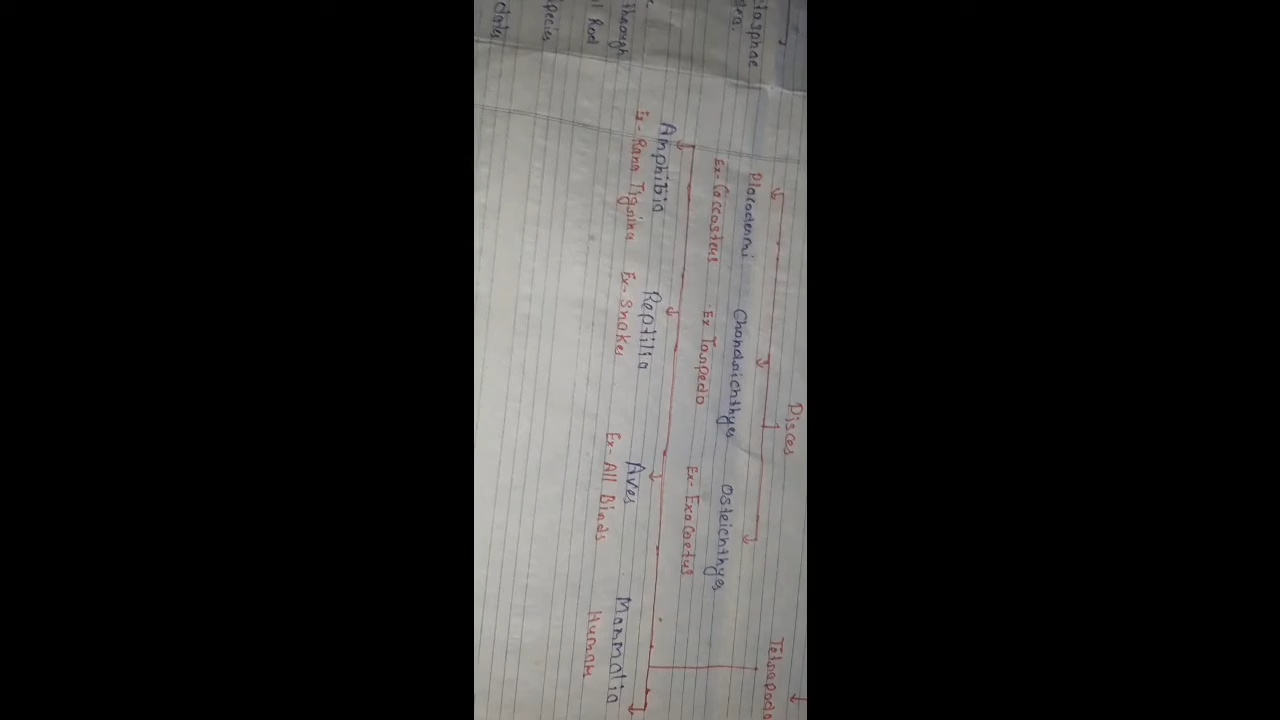 Pisces
Tetrapoda
Placodermi Chondrichthyes Osteichthyes
Ex- Coccosteus Ex Torpedo Ex- Exocoetus
Amphibia Reptilia Aves Mammalia
Ex- Rana Tigrina Ex- Snakes Ex- All Birds Human
through